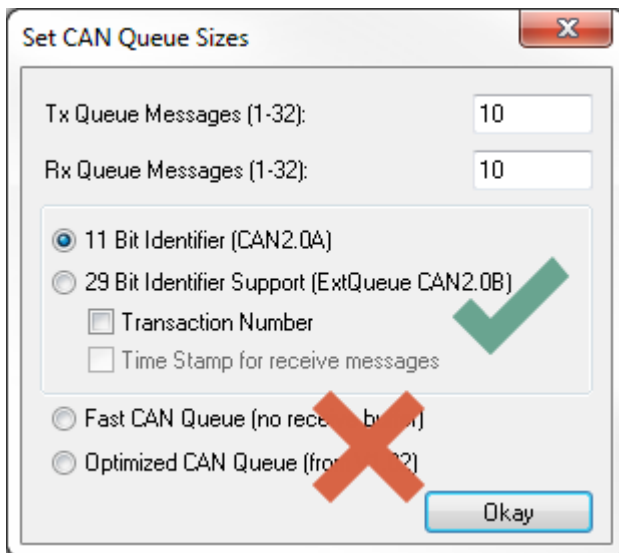 Set CAN Queue Sizes
Tx Queue Messages (1-32):
10
Rx Queue Messages (1-32):
10
11 Bit Identifier (CAN2.0A)
29 Bit Identifier Support (ExtQueue CAN2.0B)
Transaction Number
Time Stamp for receive messages
Fast CAN Queue (no
Optimized CAN Queue
Okay